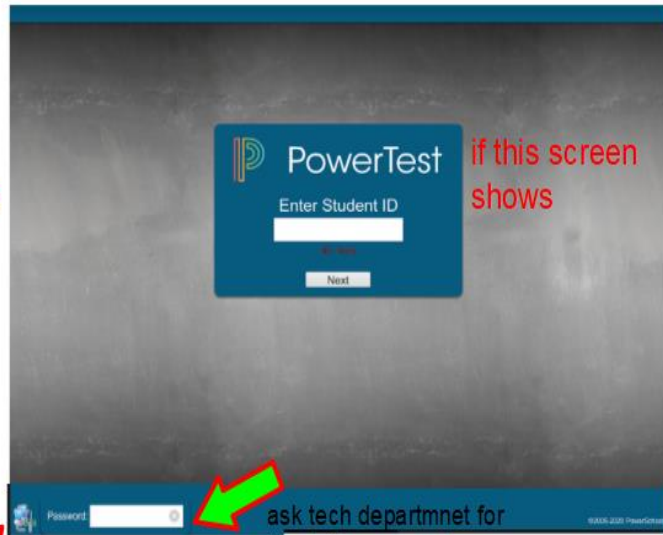 PowerTest
if this screen
shows
Enter Student ID
Next
Password:
ask tech departmnet for